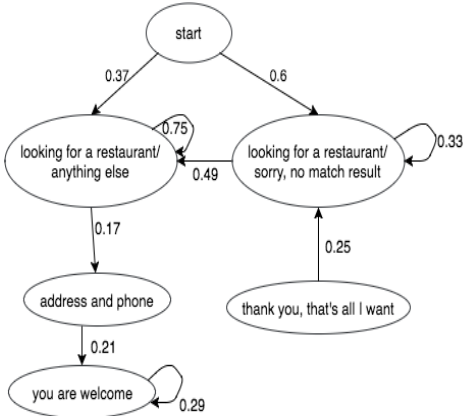 start
0.37
0.6
looking for a restaurant/
anything else
0.75
0.49
looking for a restaurant/
sorry, no match result
0.33
0.17
0.25
address and phone
thank you, that's all I want
0.21
you are welcome
0.29